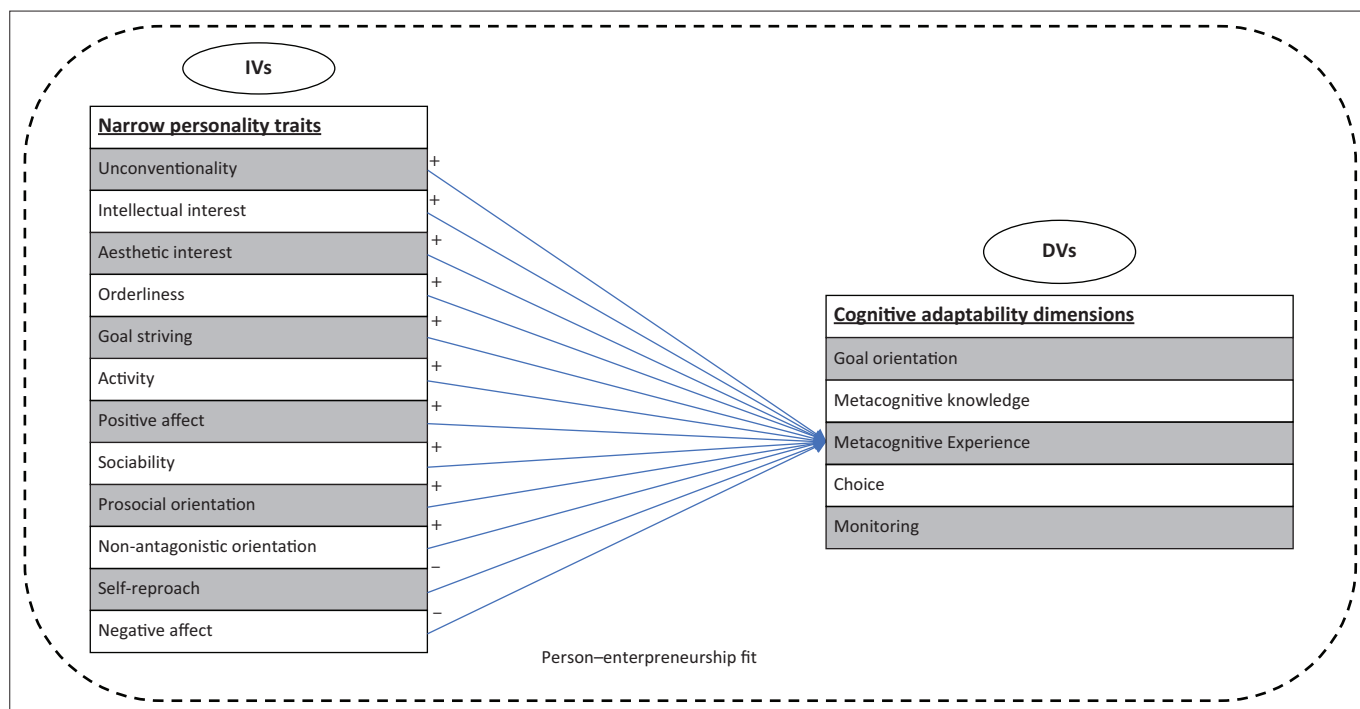 IVs
Narrow personality traits
Unconventionality
+
Intellectual interest
+
Aesthetic interest
+
Orderliness
+
Goal striving
+
Activity
+
Positive affect
+
Sociability
+
Prosocial orientation
+
Non-antagonistic orientation
+
Self-reproach
–
Negative affect
–
DVs
Cognitive adaptability dimensions
Goal orientation
Metacognitive knowledge
Metacognitive Experience
Choice
Monitoring
Person–enterpreneurship fit